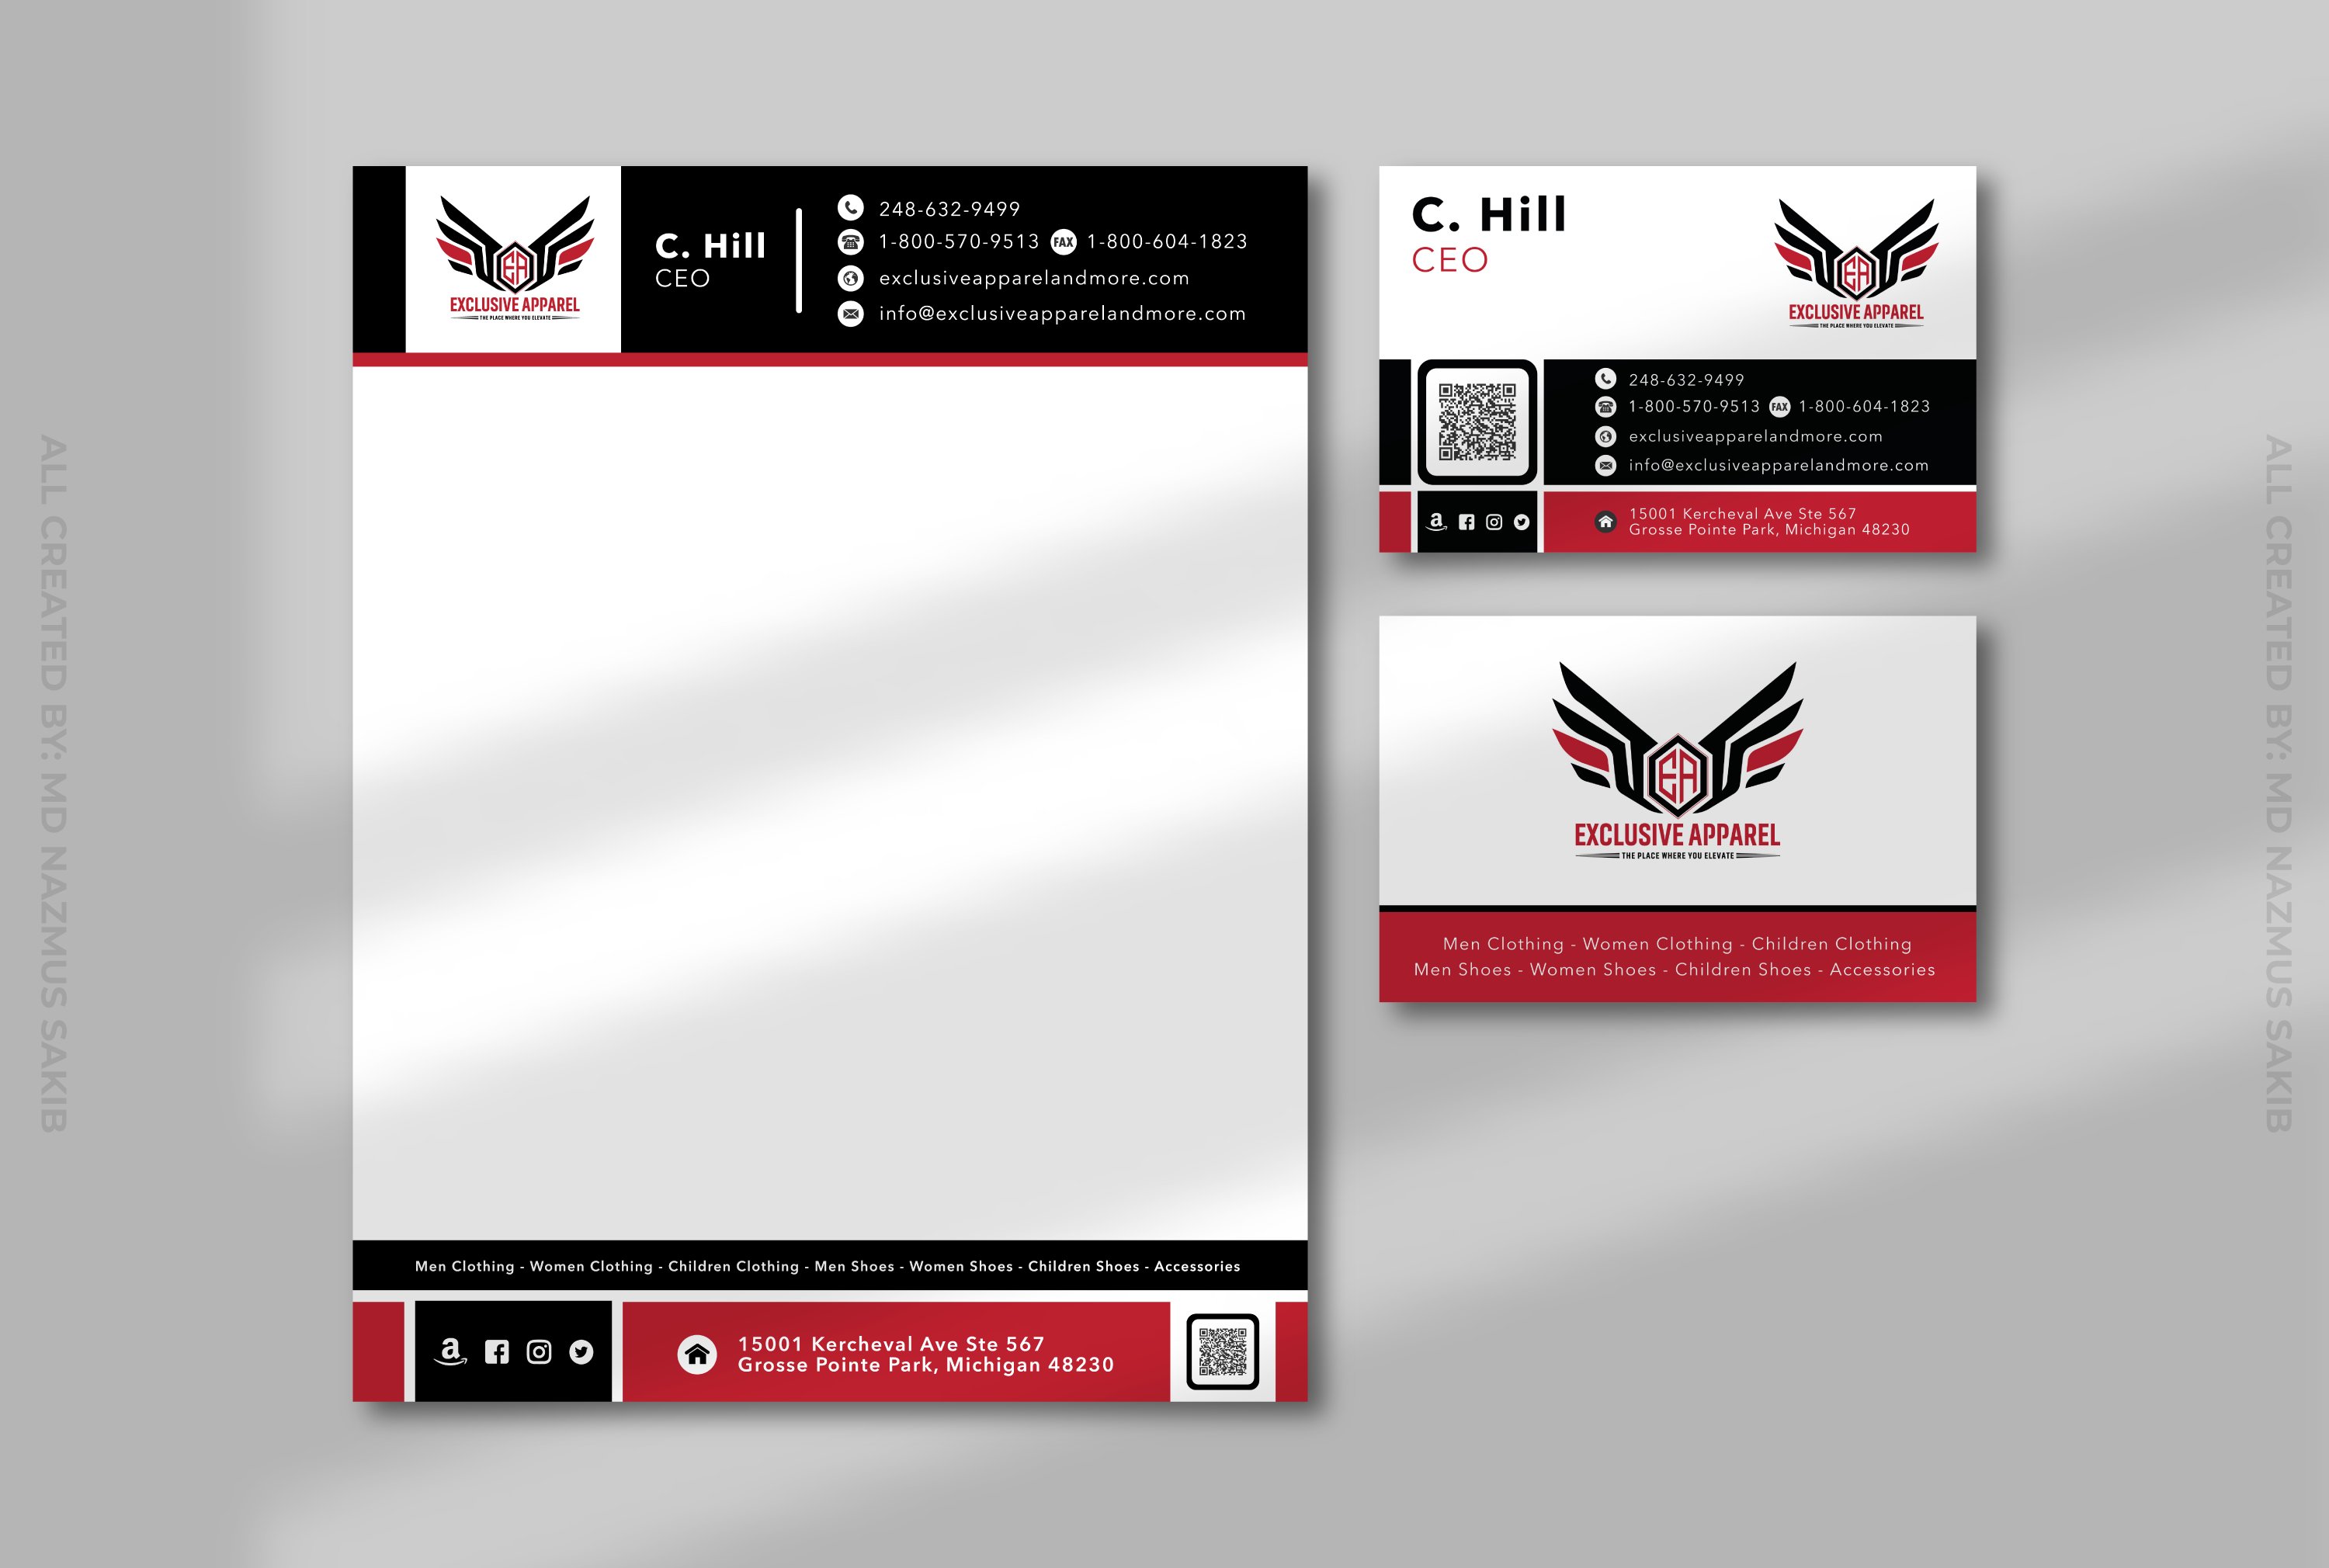 ALL CREATED BY: MD NAZMUS SAKIB
EA
EXCLUSIVE APPAREL
THE PLACE WHERE YOU ELEVATE
C. Hill
CEO
248-632-9499
1-800-570-9513 FAX 1-800-604-1823
exclusiveapparelandmore.com
info@exclusiveapparelandmore.com
Men Clothing - Women Clothing - Children Clothing - Men Shoes - Women Shoes - Children Shoes - Accessories
15001 Kercheval Ave Ste 567
Grosse Pointe Park, Michigan 48230
C. Hill
CEO
EA
EXCLUSIVE APPAREL
THE PLACE WHERE YOU ELEVATE
248-632-9499
1-800-570-9513 FAX 1-800-604-1823
exclusiveapparelandmore.com
info@exclusiveapparelandmore.com
15001 Kercheval Ave Ste 567
Grosse Pointe Park, Michigan 48230
EA
EXCLUSIVE APPAREL
THE PLACE WHERE YOU ELEVATE
Men Clothing - Women Clothing - Children Clothing
Men Shoes - Women Shoes - Children Shoes - Accessories
ALL CREATED BY: MD NAZMUS SAKIB